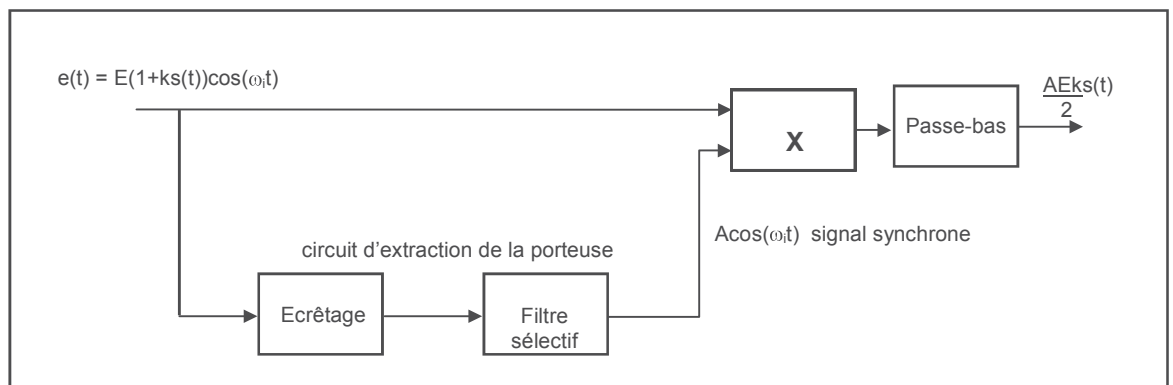 e(t) = E(1+ks(t))cos(ωᵢt)
X
Passe-bas
AEks(t)
2
Acos(ωᵢt) signal synchrone
circuit d'extraction de la porteuse
Ecrêtage
Filtre
sélectif